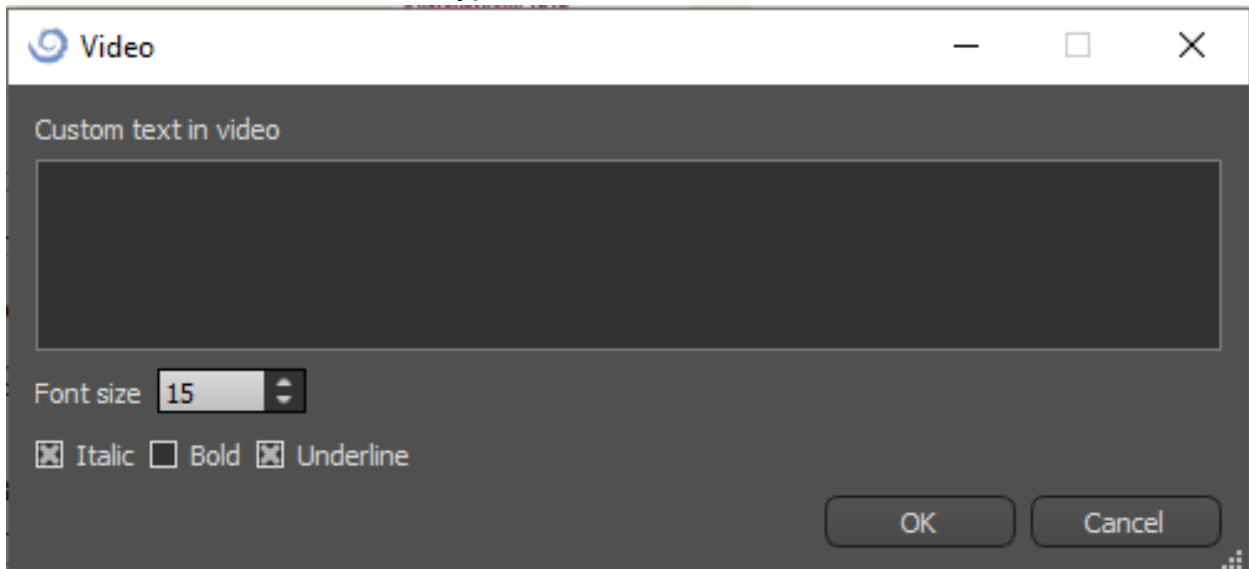 Video
Custom text in video
Font size 15
Italic Bold Underline
OK Cancel